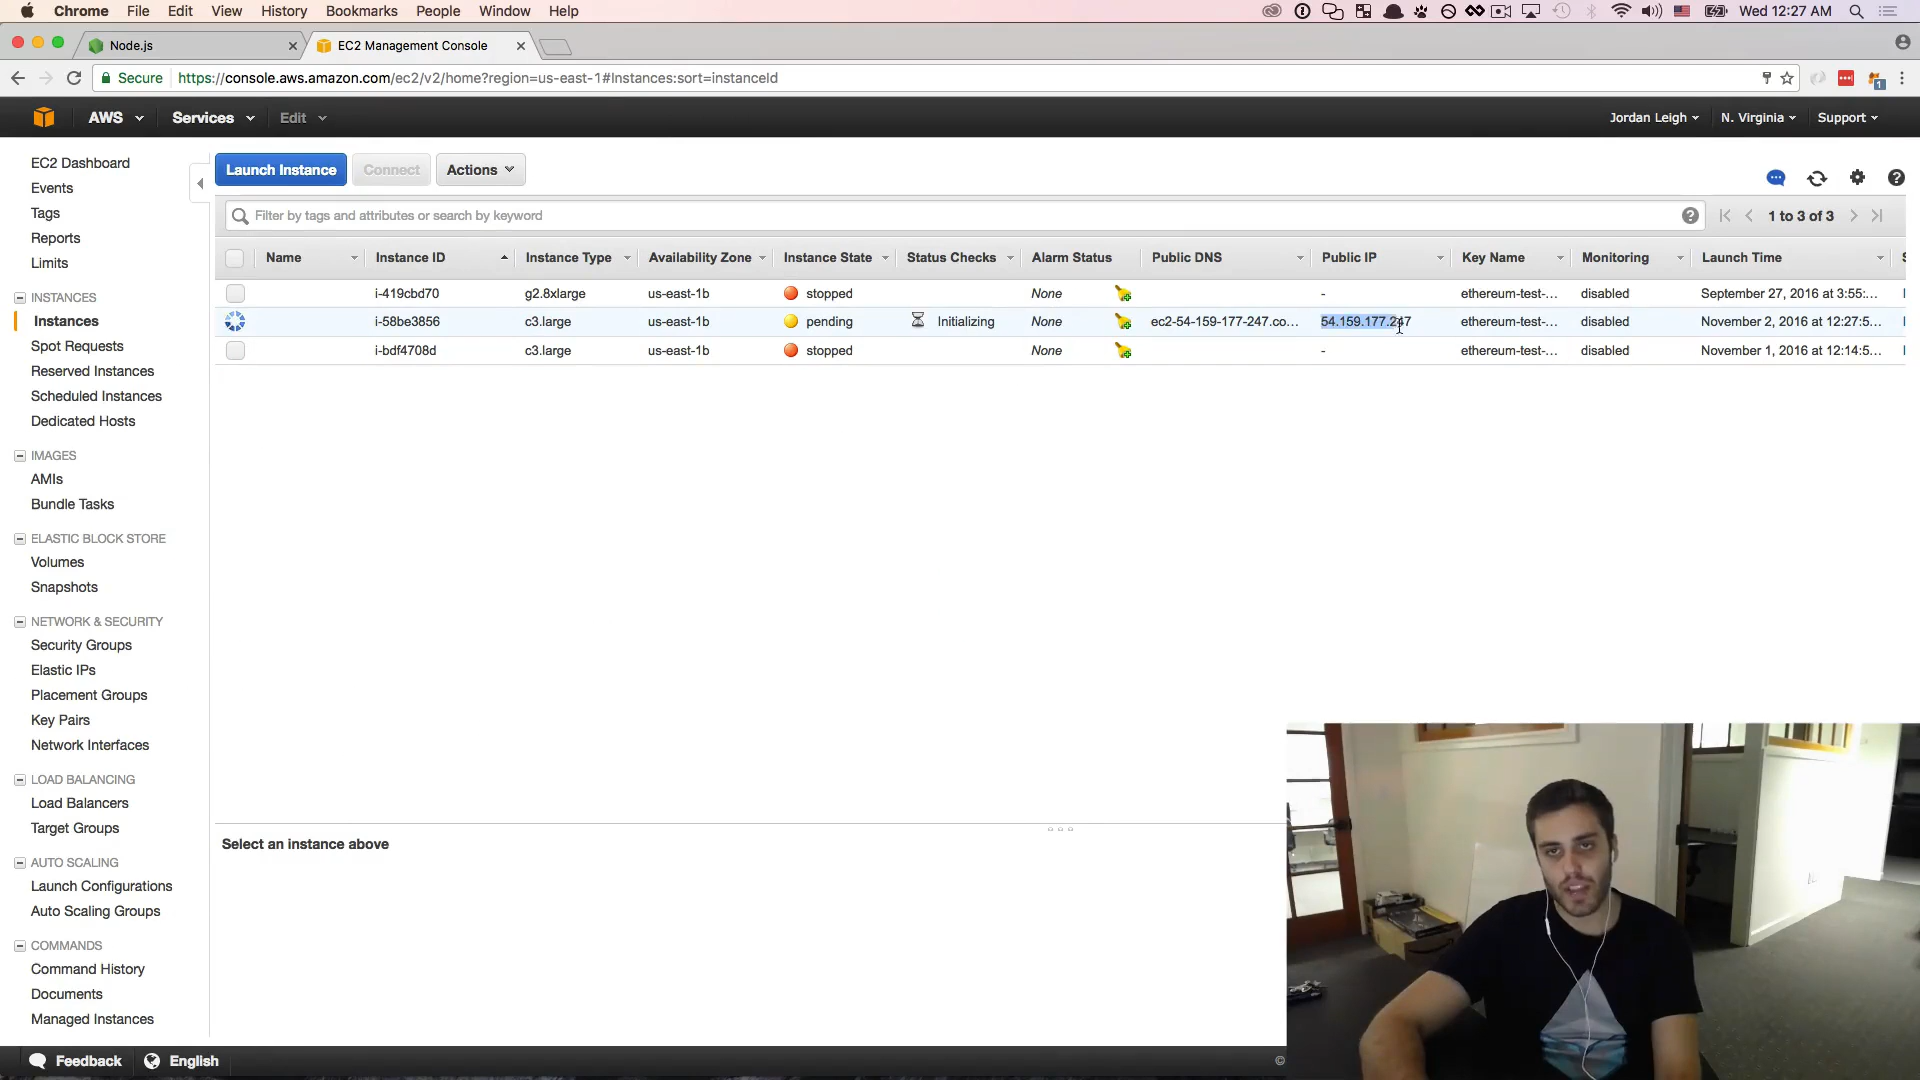 Chrome File Edit View History Bookmarks People Window Help Wed 12:27 AM
Node.js EC2 Management Console
Secure https://console.aws.amazon.com/ec2/v2/home?region=us-east-1#Instances:sort=instanceId
AWS Services Edit Jordan Leigh N. Virginia Support
EC2 Dashboard
Events
Tags
Reports
Limits
INSTANCES
Instances
Spot Requests
Reserved Instances
Scheduled Instances
Dedicated Hosts
IMAGES
AMIs
Bundle Tasks
ELASTIC BLOCK STORE
Volumes
Snapshots
NETWORK & SECURITY
Security Groups
Elastic IPs
Placement Groups
Key Pairs
Network Interfaces
LOAD BALANCING
Load Balancers
Target Groups
AUTO SCALING
Launch Configurations
Auto Scaling Groups
COMMANDS
Command History
Documents
Managed Instances
Launch Instance Connect Actions
Filter by tags and attributes or search by keyword 1 to 3 of 3
Name Instance ID Instance Type Availability Zone Instance State Status Checks Alarm Status Public DNS Public IP Key Name Monitoring Launch Time
i-419cbd70 g2.8xlarge us-east-1b stopped None - ethereum-test-... disabled September 27, 2016 at 3:55:...
i-58be3856 c3.large us-east-1b pending Initializing None ec2-54-159-177-247.co... 54.159.177.247 ethereum-test-... disabled November 2, 2016 at 12:27:5...
i-bdf4708d c3.large us-east-1b stopped None - ethereum-test-... disabled November 1, 2016 at 12:14:5...
Select an instance above
Feedback English ©